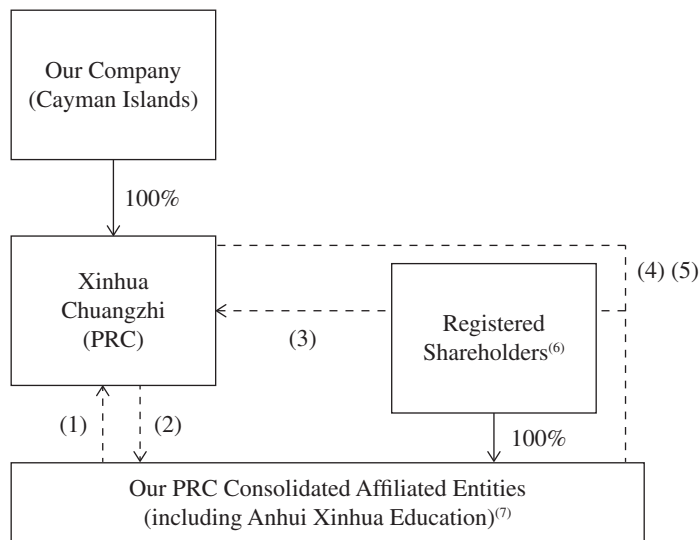 Our Company
(Cayman Islands)
100%
Xinhua
Chuangzhi
(PRC)
(4) (5)
(3)
Registered
Shareholders(6)
(1)
(2)
100%
Our PRC Consolidated Affiliated Entities
(including Anhui Xinhua Education)(7)